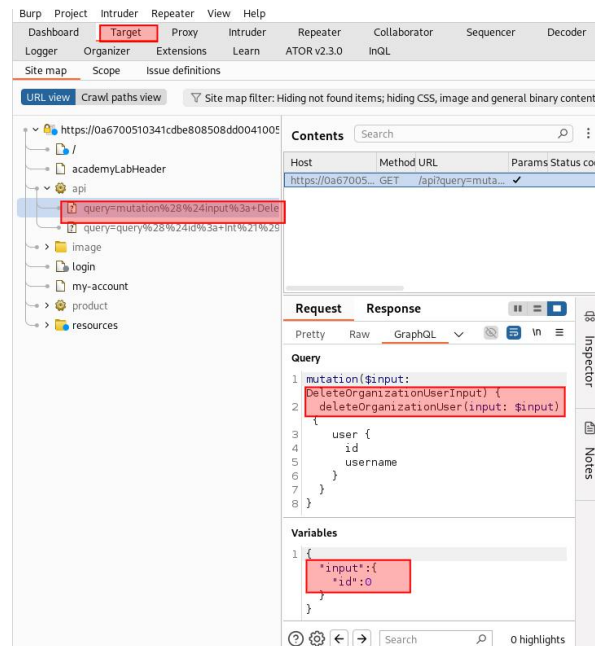 Burp Project Intruder Repeater View Help
Dashboard Target Proxy Intruder Repeater Collaborator Sequencer Decoder
Logger Organizer Extensions Learn ATOR v2.3.0 InQL
Site map Scope Issue definitions
URL view Crawl paths view Site map filter: Hiding not found items; hiding CSS, image and general binary content
https://0a6700510341cdbe808508dd0041005
/
academyLabHeader
api
query=mutation%28%24input%3a+Dele
query=query%28%24id%3a+Int%21%29
image
login
my-account
product
resources
Contents Search
Host Method URL Params Status co
https://0a67005... GET /api?query=muta... ✓
Request Response
Pretty Raw GraphQL \n
Inspector
Notes
Query
1 mutation($input:
DeleteOrganizationUserInput) {
2 deleteOrganizationUser(input: $input)
{
3 user {
4 id
5 username
6 }
7 }
8 }
Variables
1 {
"input":{
"id":0
}
}
Search 0 highlights